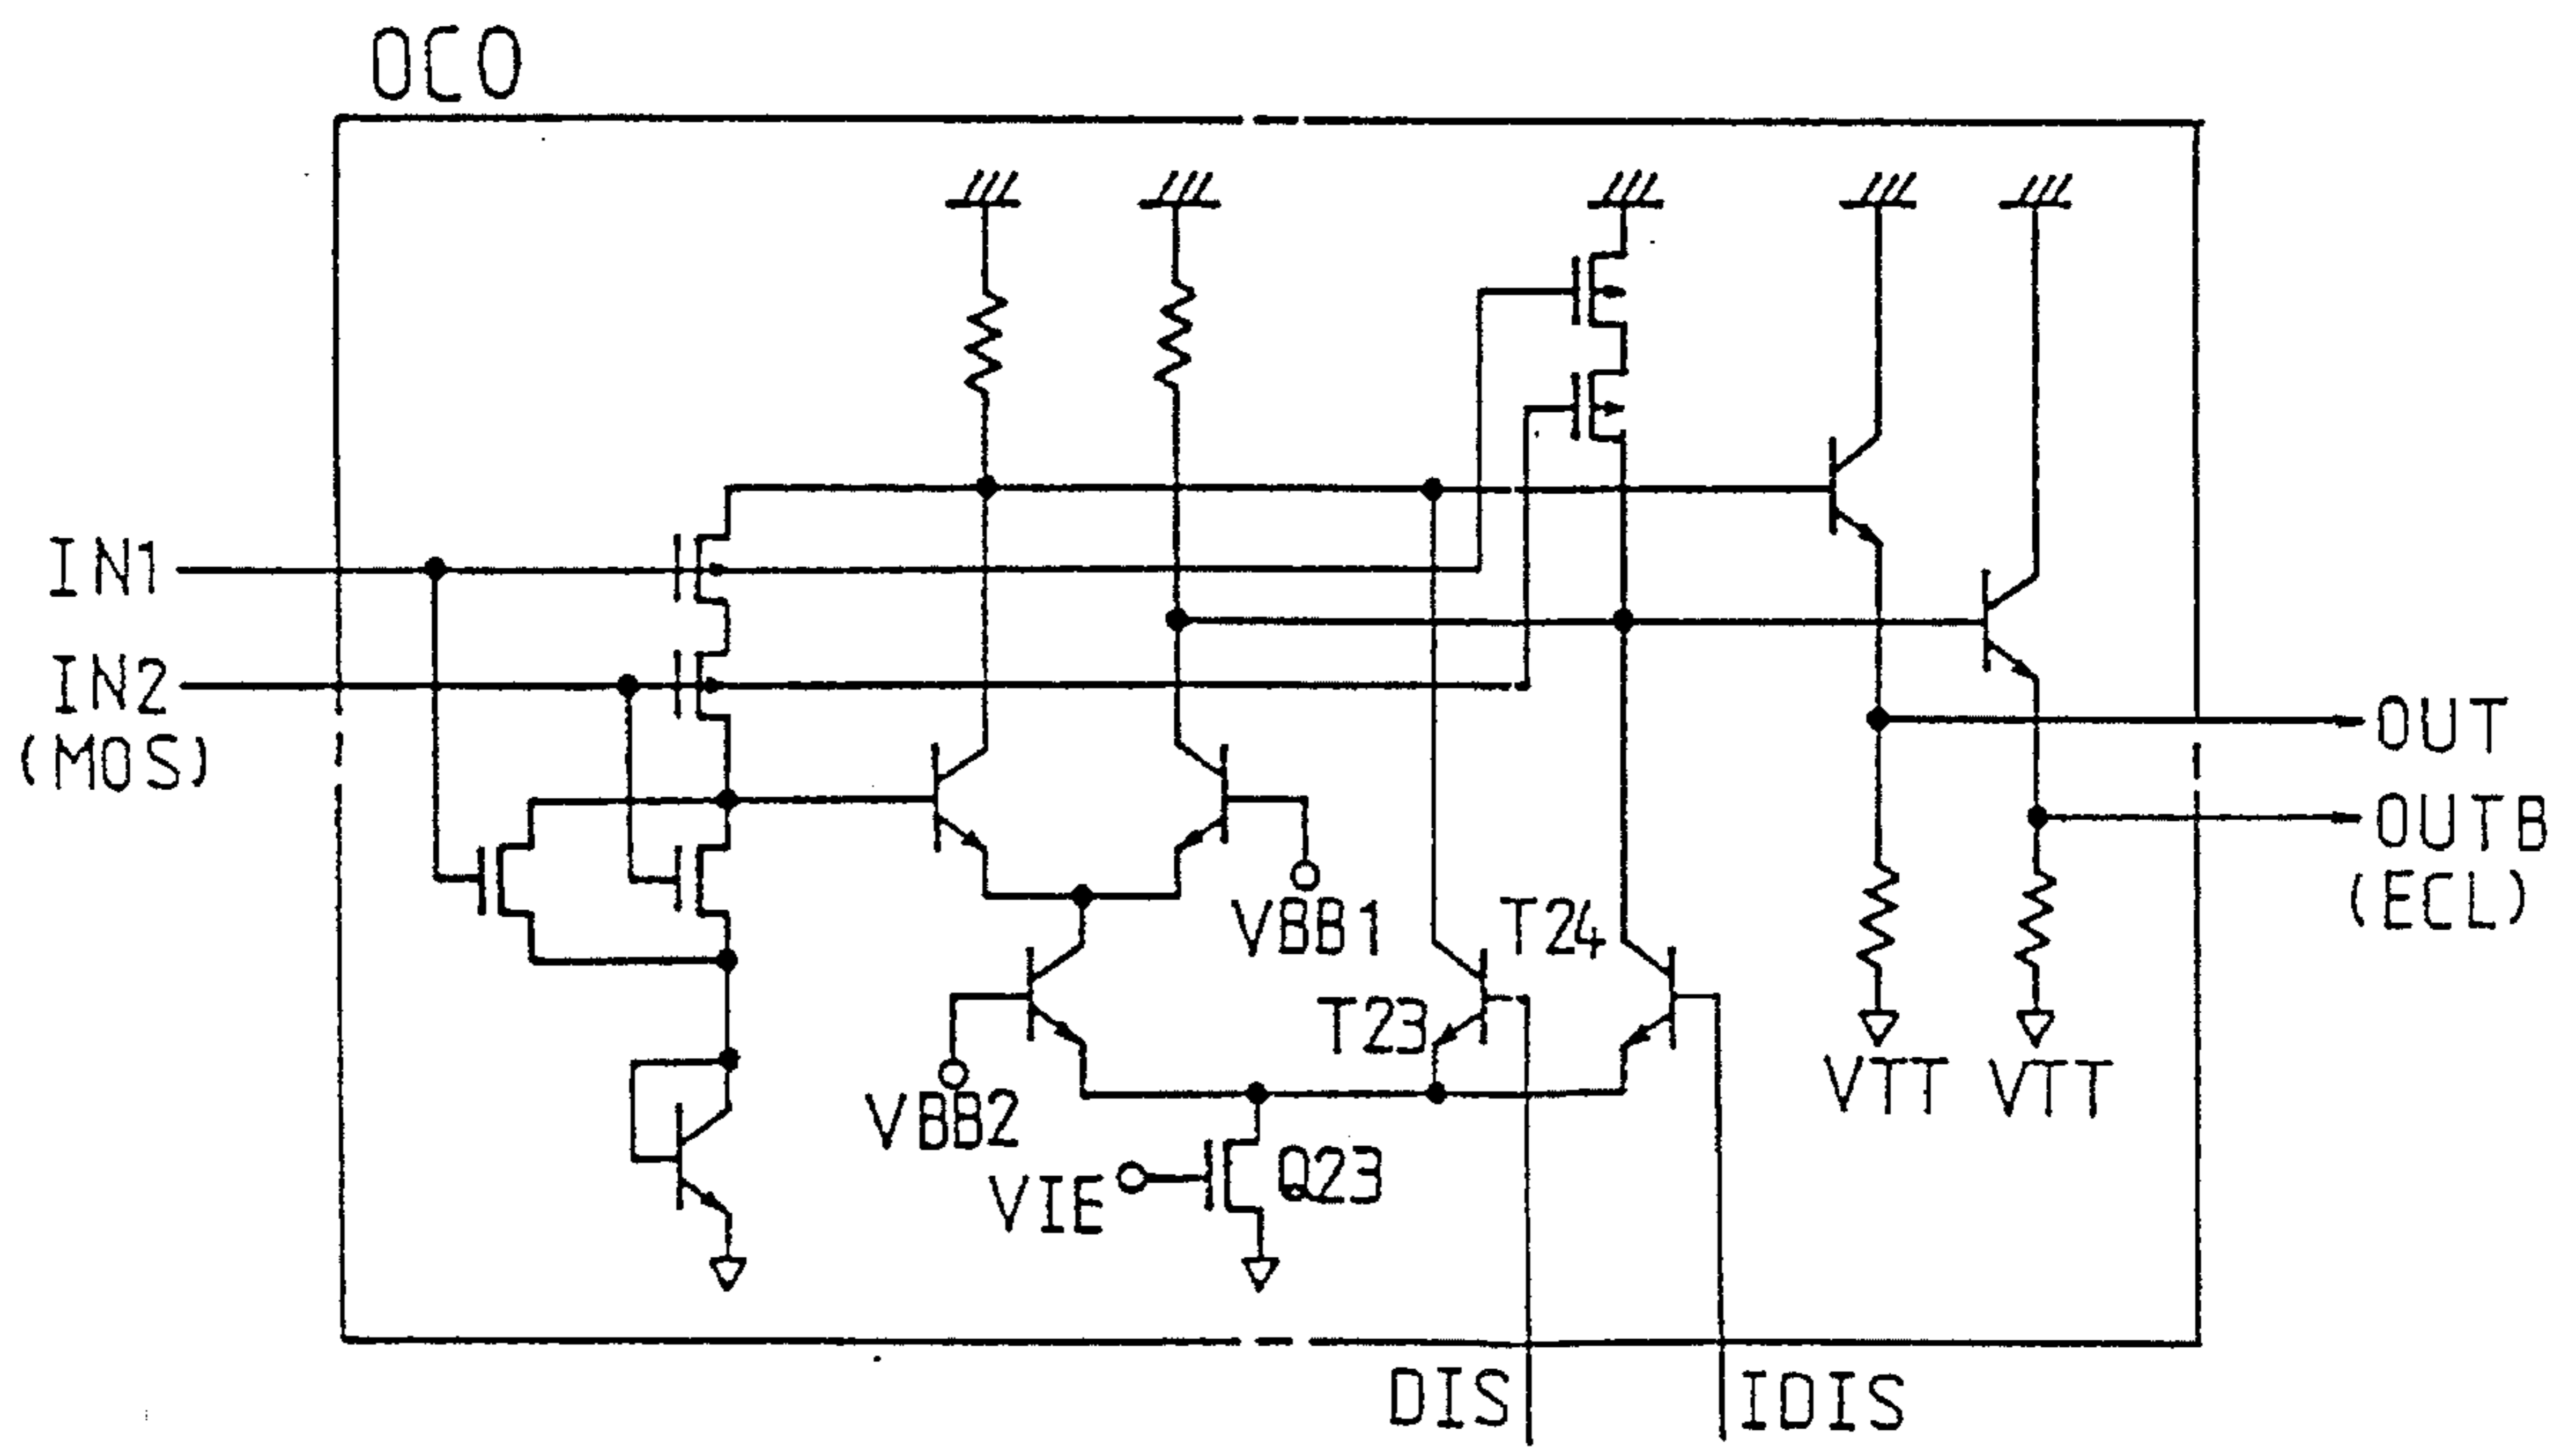 OCO
IN1
IN2
(MOS)
OUT
OUTB
(ECL)
VBB1
T24
T23
VBB2
VIE
Q23
VTT
VTT
DIS
IDIS